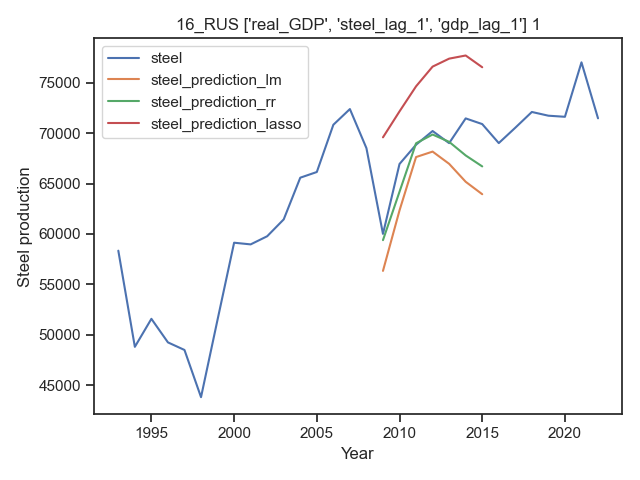 16_RUS ['real_GDP', 'steel_lag_1', 'gdp_lag_1'] 1
steel
steel_prediction_lm
steel_prediction_rr
steel_prediction_lasso
Steel production
75000
70000
65000
60000
55000
50000
45000
1995
2000
2005
2010
2015
2020
Year